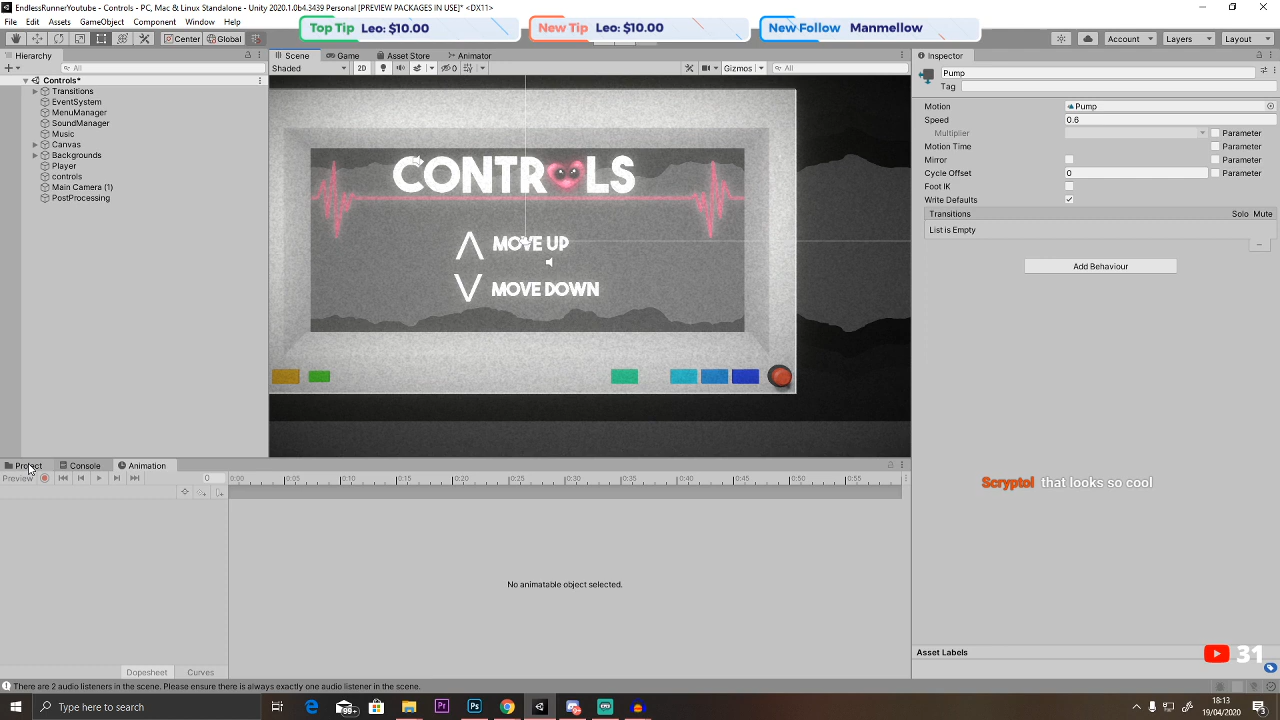 EndlessRunner - Youtube - Controls - PC, Mac & Linux Standalone - Unity 2020.1.0b4.3439 Personal [PREVIEW PACKAGES IN USE]* <DX11>
Top Tip Leo: $10.00
New Tip Leo: $10.00
New Follow Manmellow
File Edit Assets GameObject Component Window Help
Center
Global
Account
Layers
Layout
Hierarchy
All
Controls*
Transitions
EventSystem
MenuManager
SoundManager
Music
Canvas
Backgrounds
Player
controls
Main Camera (1)
PostProcessing
Scene
Game
Asset Store
Animator
Shaded
2D
0
Gizmos
All
CONTR LS
MOVE UP
MOVE DOWN
Inspector
Pump
Tag
Motion Pump
Speed 0.6
Multiplier Parameter
Motion Time Parameter
Mirror Parameter
Cycle Offset 0 Parameter
Foot IK
Write Defaults
Transitions Solo Mute
List is Empty
Add Behaviour
Scryptol that looks so cool
Asset Labels
31
Project
Console
Animation
Preview
0
0:00 0:05 0:10 0:15 0:20 0:25 0:30 0:35 0:40 0:45 0:50 0:55
No animatable object selected.
Dopesheet Curves
There are 2 audio listeners in the scene. Please ensure there is always exactly one audio listener in the scene.
Type here to search
99+
18:13
19/04/2020